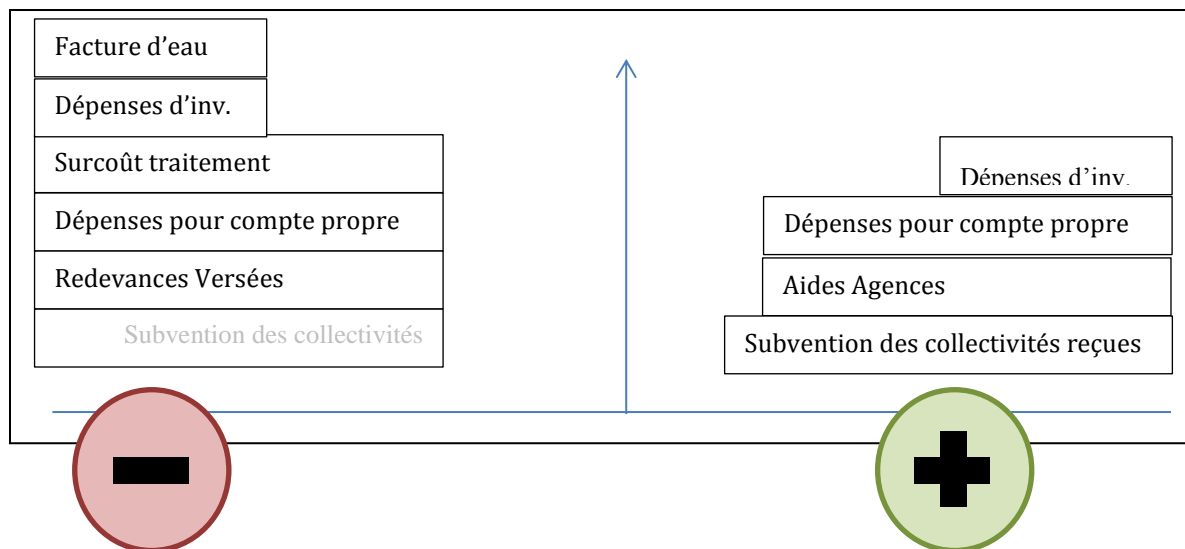 Facture d'eau
Dépenses d'inv.
Surcoût traitement
Dépenses pour compte propre
Redevances Versées
Subvention des collectivités
Dépenses d'inv.
Dépenses pour compte propre
Aides Agences
Subvention des collectivités reçues